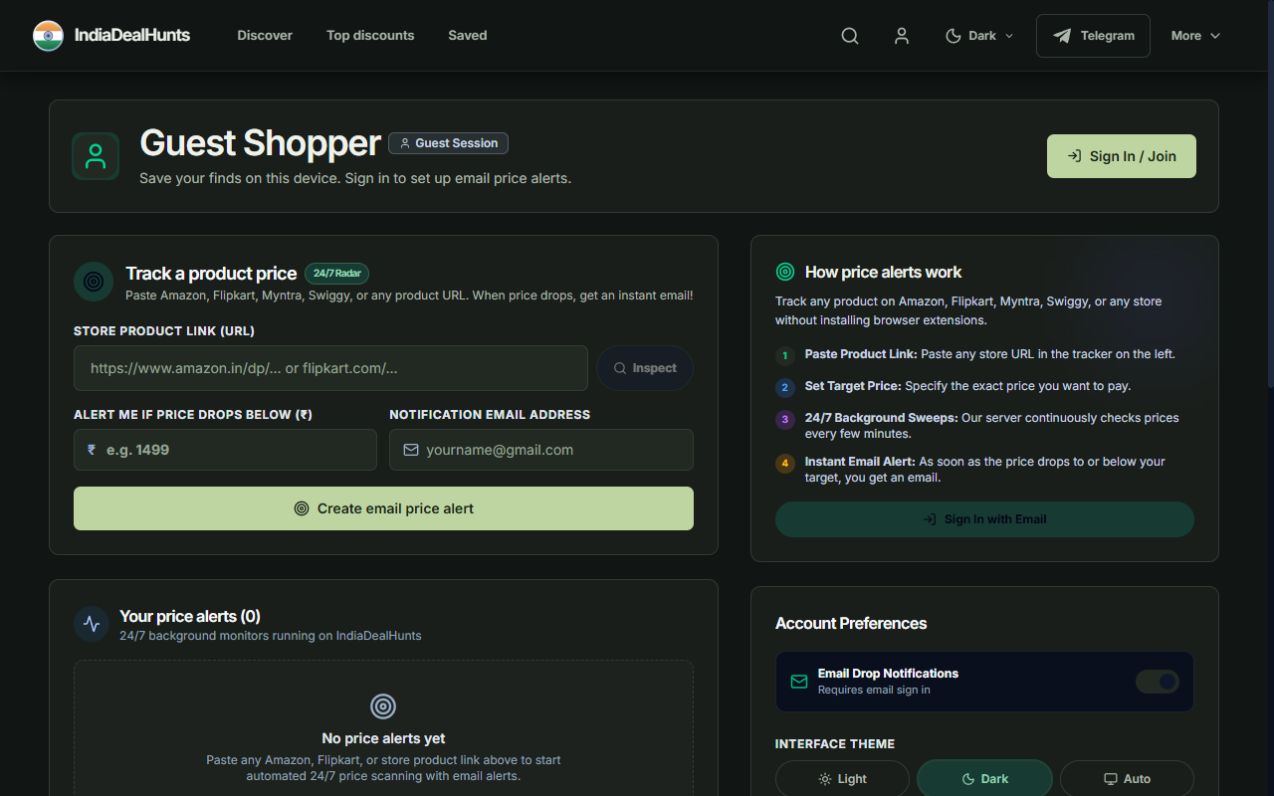 IndiaDealHunts
Discover
Top discounts
Saved
Dark
Telegram
More
Guest Shopper
Guest Session
Save your finds on this device. Sign in to set up email price alerts.
Sign In / Join
Track a product price
24/7 Radar
Paste Amazon, Flipkart, Myntra, Swiggy, or any product URL. When price drops, get an instant email!
STORE PRODUCT LINK (URL)
https://www.amazon.in/dp/... or flipkart.com/...
Inspect
ALERT ME IF PRICE DROPS BELOW (₹)
₹ e.g. 1499
NOTIFICATION EMAIL ADDRESS
yourname@gmail.com
Create email price alert
Your price alerts (0)
24/7 background monitors running on IndiaDealHunts
No price alerts yet
Paste any Amazon, Flipkart, or store product link above to start
automated 24/7 price scanning with email alerts.
How price alerts work
Track any product on Amazon, Flipkart, Myntra, Swiggy, or any store
without installing browser extensions.
1 Paste Product Link: Paste any store URL in the tracker on the left.
2 Set Target Price: Specify the exact price you want to pay.
3 24/7 Background Sweeps: Our server continuously checks prices
every few minutes.
4 Instant Email Alert: As soon as the price drops to or below your
target, you get an email.
Sign In with Email
Account Preferences
Email Drop Notifications
Requires email sign in
INTERFACE THEME
Light
Dark
Auto